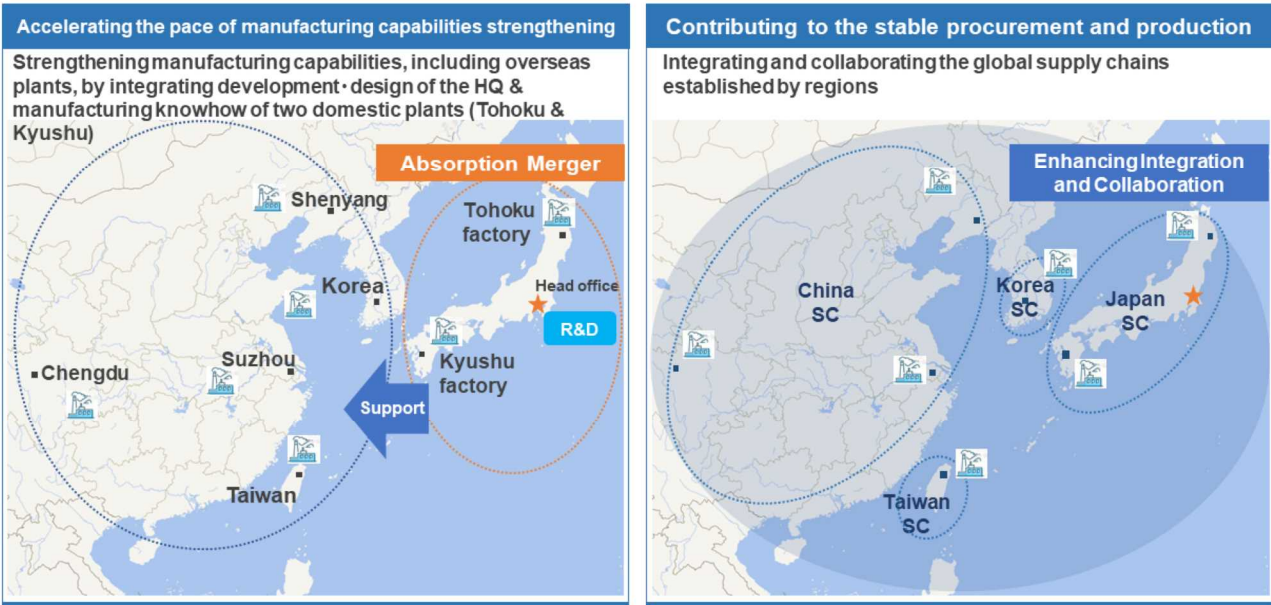 Accelerating the pace of manufacturing capabilities strengthening
Strengthening manufacturing capabilities, including overseas
plants, by integrating development・design of the HQ &
manufacturing knowhow of two domestic plants (Tohoku &
Kyushu)
Absorption Merger
Shenyang
Tohoku
factory
Korea
Head office
R&D
Suzhou
Kyushu
factory
Chengdu
Support
Taiwan
Contributing to the stable procurement and production
Integrating and collaborating the global supply chains
established by regions
Enhancing Integration
and Collaboration
China
SC
Korea
SC
Japan
SC
Taiwan
SC